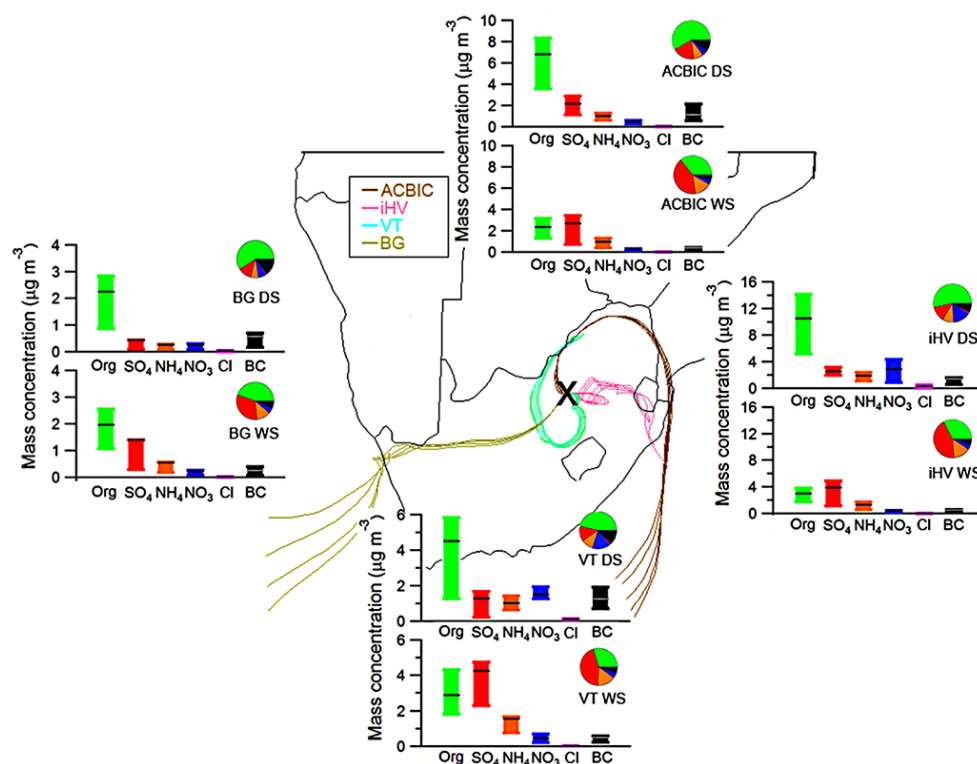 Mass concentration (µg m⁻³)
10
8
6
4
2
0
ACBIC DS
Org SO₄ NH₄ NO₃ Cl BC
10
8
6
4
2
0
ACBIC WS
Org SO₄ NH₄ NO₃ Cl BC
ACBIC
iHV
VT
BG
Mass concentration (µg m⁻³)
4
3
2
1
0
BG DS
Org SO₄ NH₄ NO₃ Cl BC
4
3
2
1
0
BG WS
Org SO₄ NH₄ NO₃ Cl BC
X
Mass concentration (µg m⁻³)
16
12
8
4
0
iHV DS
Org SO₄ NH₄ NO₃ Cl BC
16
12
8
4
0
iHV WS
Org SO₄ NH₄ NO₃ Cl BC
Mass concentration (µg m⁻³)
6
4
2
0
VT DS
Org SO₄ NH₄ NO₃ Cl BC
6
4
2
0
VT WS
Org SO₄ NH₄ NO₃ Cl BC